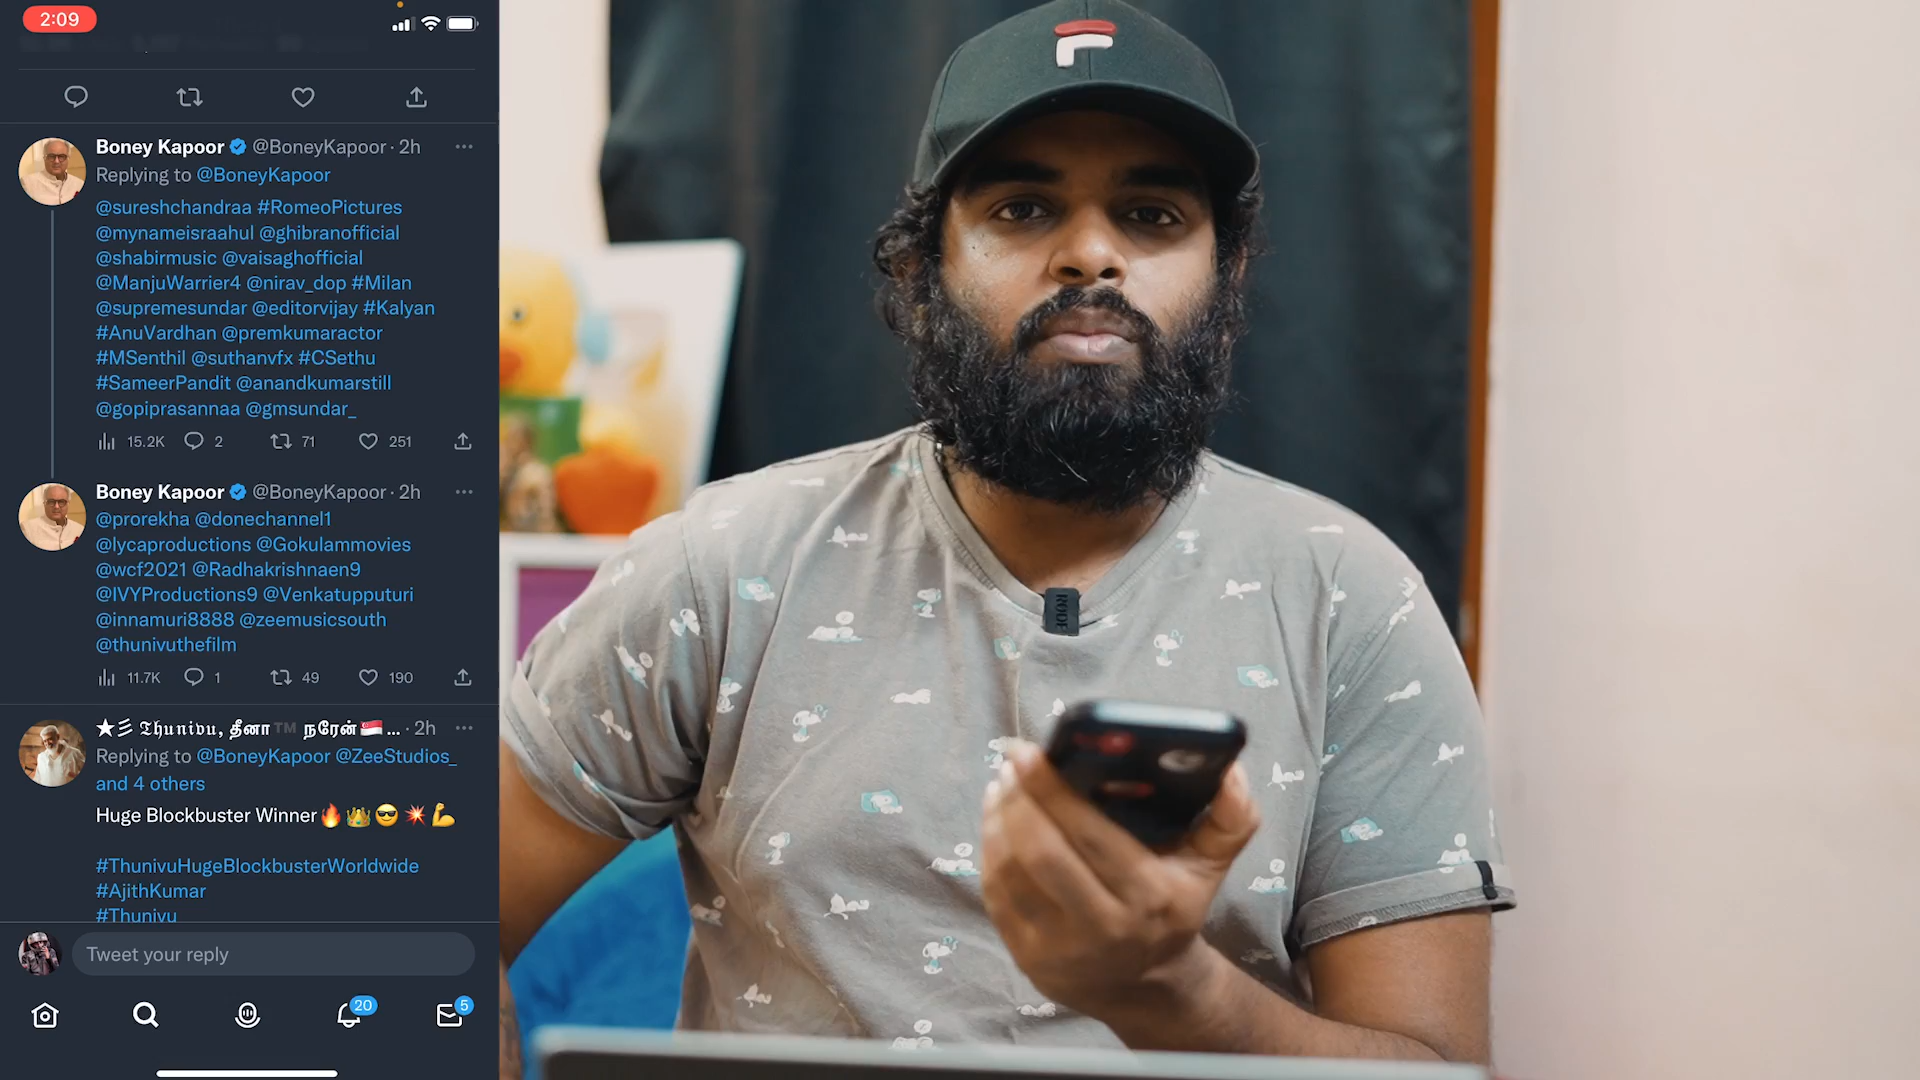 2:09
Boney Kapoor @BoneyKapoor · 2h
Replying to @BoneyKapoor
@sureshchandraa #RomeoPictures
@mynameisraahul @ghibranofficial
@shabirmusic @vaisaghofficial
@ManjuWarrier4 @nirav_dop #Milan
@supremesundar @editorvijay #Kalyan
#AnuVardhan @premkumaractor
#MSenthil @suthanvfx #CSethu
#SameerPandit @anandkumarstill
@gopiprasannaa @gmsundar_
15.2K 2 71 251
Boney Kapoor @BoneyKapoor · 2h
@prorekha @donechannel1
@lycaproductions @Gokulammovies
@wcf2021 @Radhakrishnaen9
@IVYProductions9 @Venkatupputuri
@innamuri8888 @zeemusicsouth
@thunivuthefilm
11.7K 1 49 190
★彡 𝔗𝔥𝔲𝔫𝔦𝔳𝔲, தீனா™️ நரேன்🇸🇬... · 2h
Replying to @BoneyKapoor @ZeeStudios_
and 4 others
Huge Blockbuster Winner🔥👑😎💥💪
#ThunivuHugeBlockbusterWorldwide
#AjithKumar
#Thunivu
Tweet your reply
20
5
RODE